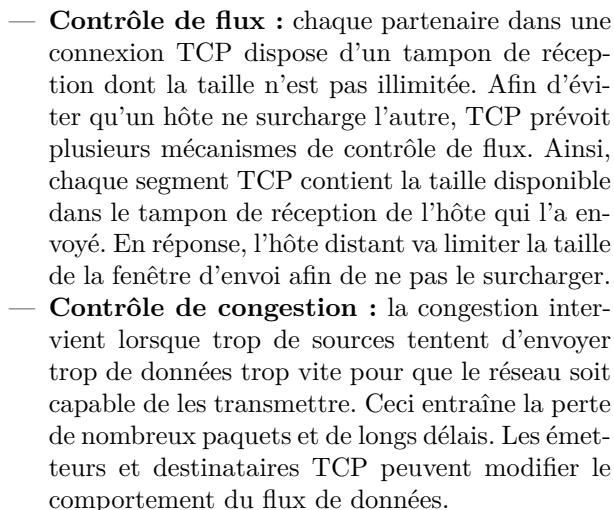 — Contrôle de flux : chaque partenaire dans une
connexion TCP dispose d'un tampon de récep-
tion dont la taille n'est pas illimitée. Afin d'évi-
ter qu'un hôte ne surcharge l'autre, TCP prévoit
plusieurs mécanismes de contrôle de flux. Ainsi,
chaque segment TCP contient la taille disponible
dans le tampon de réception de l'hôte qui l'a en-
voyé. En réponse, l'hôte distant va limiter la taille
de la fenêtre d'envoi afin de ne pas le surcharger.
— Contrôle de congestion : la congestion inter-
vient lorsque trop de sources tentent d'envoyer
trop de données trop vite pour que le réseau soit
capable de les transmettre. Ceci entraîne la perte
de nombreux paquets et de longs délais. Les émet-
teurs et destinataires TCP peuvent modifier le
comportement du flux de données.